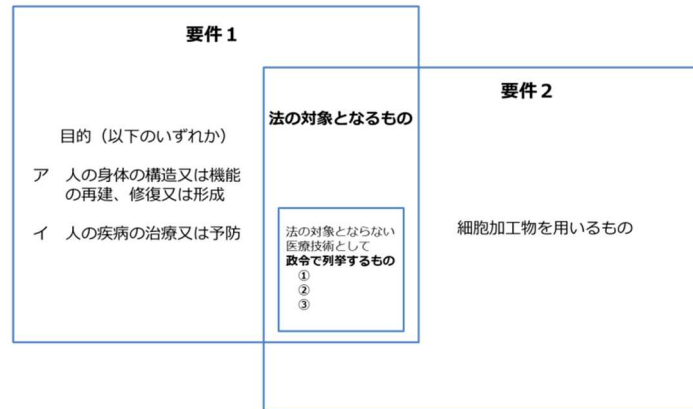 要件１
要件２
法の対象となるもの
目的（以下のいずれか）
ア　人の身体の構造又は機能
の再建、修復又は形成
イ　人の疾病の治療又は予防
法の対象とならない
医療技術として
政令で列挙するもの
①
②
③
細胞加工物を用いるもの